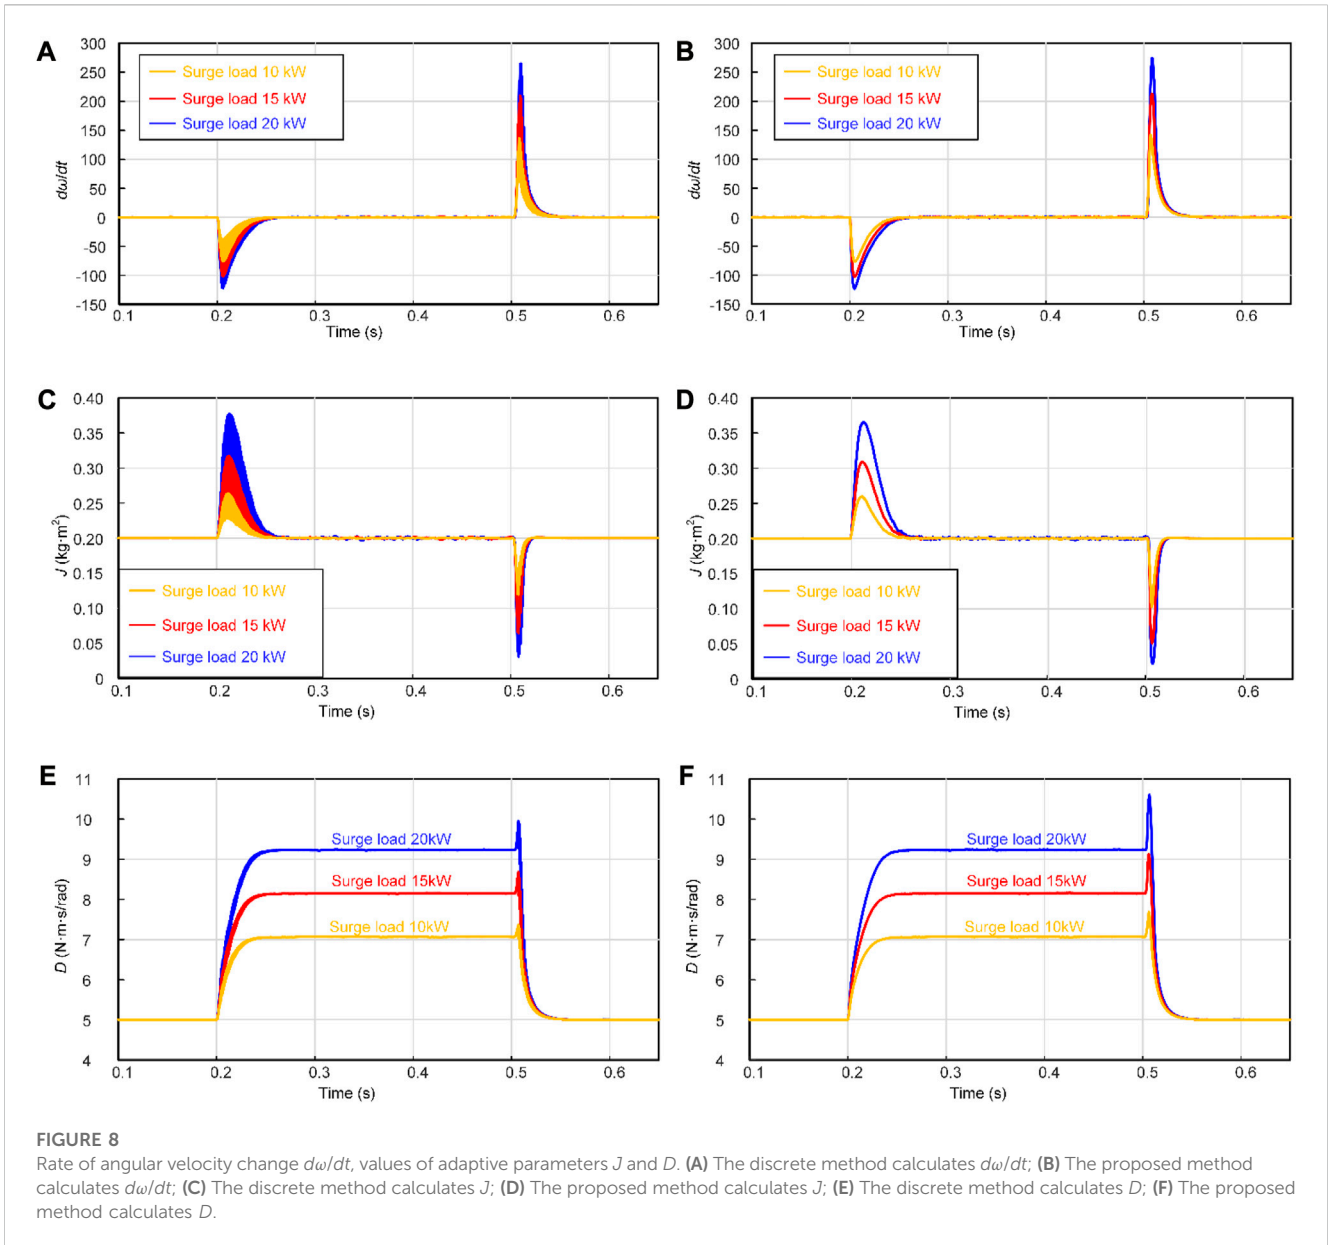 A
300
250
200
150
100
50
0
-50
-100
-150
dω/dt
Surge load 10 kW
Surge load 15 kW
Surge load 20 kW
0.1 0.2 0.3 0.4 0.5 0.6
Time (s)
B
300
250
200
150
100
50
0
-50
-100
-150
dω/dt
Surge load 10 kW
Surge load 15 kW
Surge load 20 kW
0.1 0.2 0.3 0.4 0.5 0.6
Time (s)
C
0.40
0.35
0.30
0.25
0.20
0.15
0.10
0.05
0
J (kg·m²)
Surge load 10 kW
Surge load 15 kW
Surge load 20 kW
0.1 0.2 0.3 0.4 0.5 0.6
Time (s)
D
0.40
0.35
0.30
0.25
0.20
0.15
0.10
0.05
0
J (kg·m²)
Surge load 10 kW
Surge load 15 kW
Surge load 20 kW
0.1 0.2 0.3 0.4 0.5 0.6
Time (s)
E
11
10
9
8
7
6
5
4
D (N·m·s/rad)
Surge load 20kW
Surge load 15kW
Surge load 10kW
0.1 0.2 0.3 0.4 0.5 0.6
Time (s)
F
11
10
9
8
7
6
5
4
D (N·m·s/rad)
Surge load 20kW
Surge load 15kW
Surge load 10kW
0.1 0.2 0.3 0.4 0.5 0.6
Time (s)
FIGURE 8
Rate of angular velocity change dω/dt, values of adaptive parameters J and D. (A) The discrete method calculates dω/dt; (B) The proposed method
calculates dω/dt; (C) The discrete method calculates J; (D) The proposed method calculates J; (E) The discrete method calculates D; (F) The proposed
method calculates D.